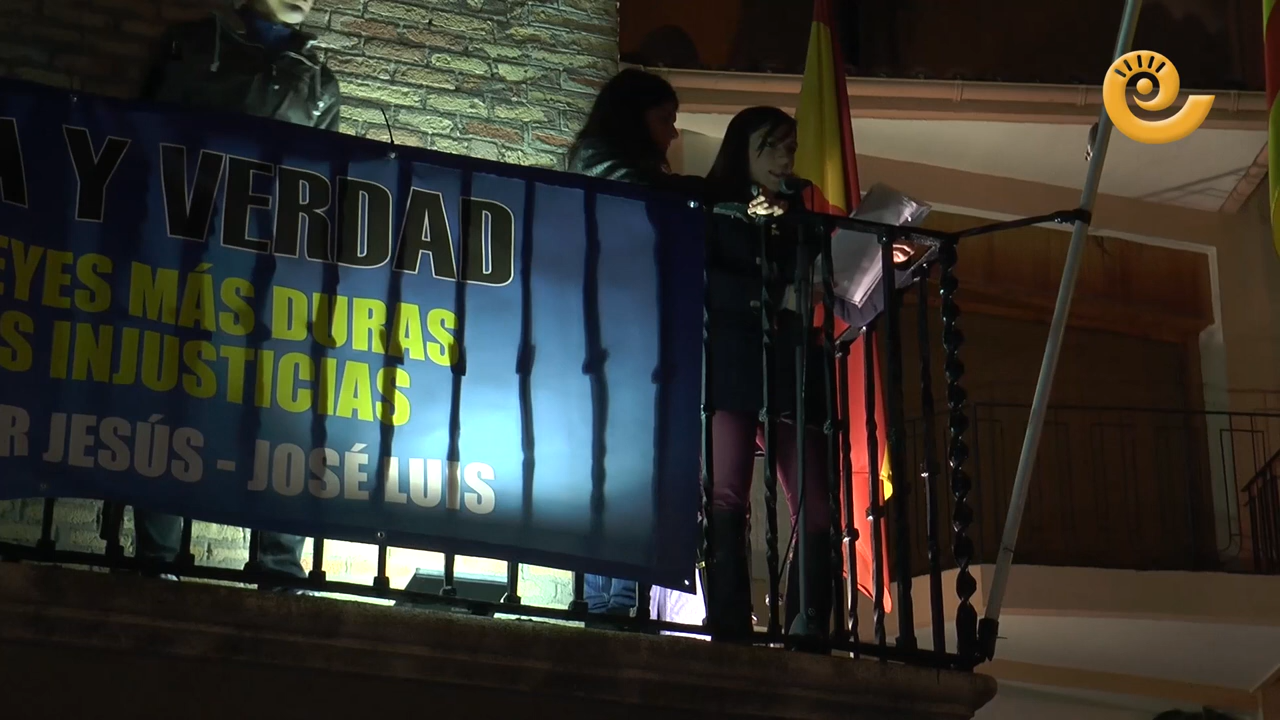 A Y VERDAD
EYES MÁS DURAS
S INJUSTICIAS
R JESÚS - JOSÉ LUIS